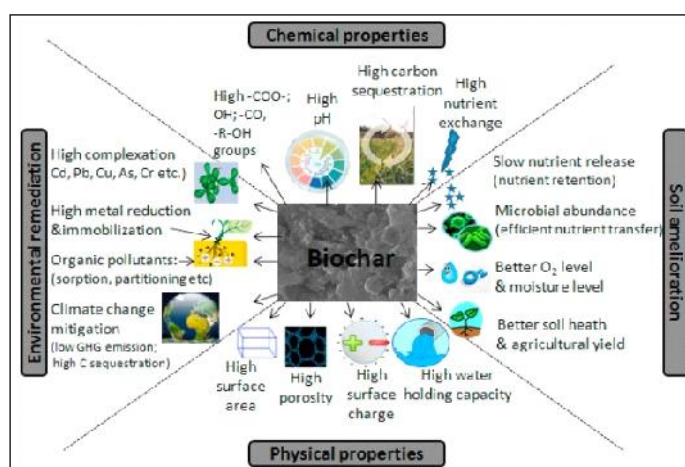 Chemical properties
High -COO-;
OH; -CO,
-R-OH
groups
High
pH
High carbon
sequestration
High
nutrient
exchange
Environmental remediation
High complexation
Cd, Pb, Cu, As, Cr etc.)
High metal reduction
& immobilization
Organic pollutants:
(sorption, partitioning etc)
Climate change
mitigation
(low GHG emission;
high C sequestration)
Biochar
Slow nutrient release
(nutrient retention)
Microbial abundance
(efficient nutrient transfer)
Better O₂ level
& moisture level
Better soil heath
& agricultural yield
Soil amelioration
High
surface
area
High
porosity
High
surface
charge
High water
holding capacity
Physical properties